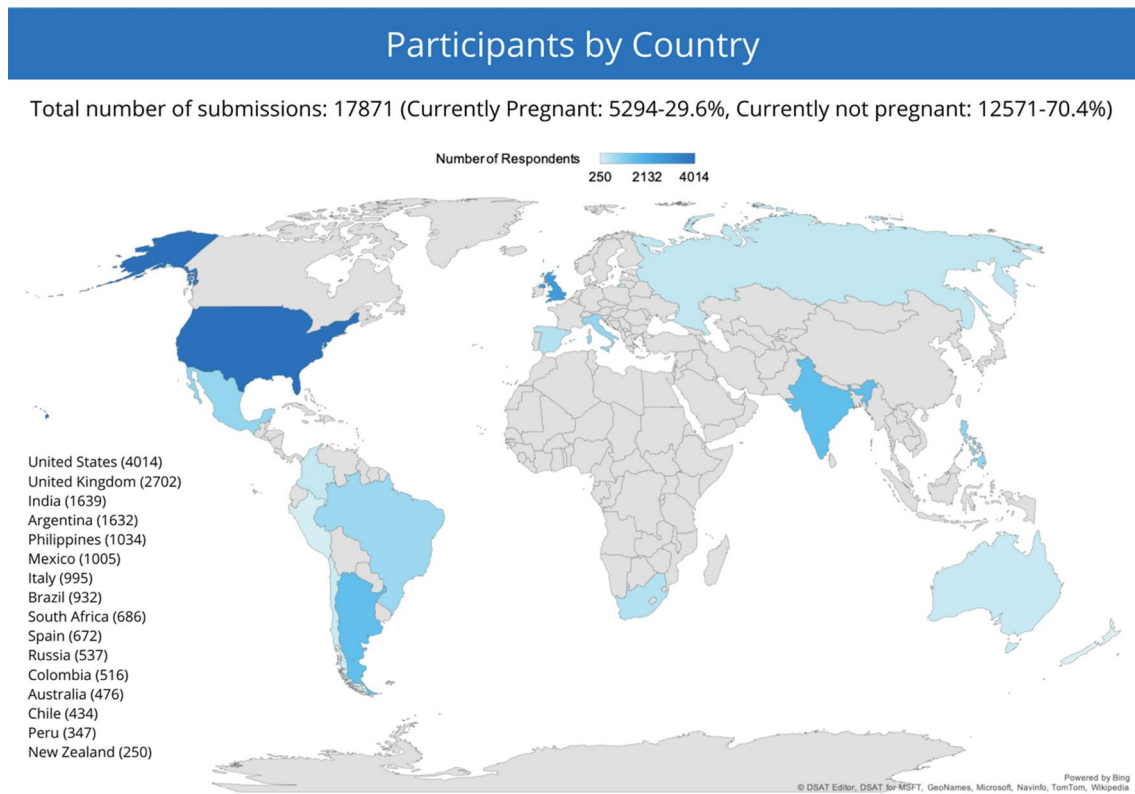 Participants by Country
Total number of submissions: 17871 (Currently Pregnant: 5294-29.6%, Currently not pregnant: 12571-70.4%)
Number of Respondents
250 2132 4014
United States (4014)
United Kingdom (2702)
India (1639)
Argentina (1632)
Philippines (1034)
Mexico (1005)
Italy (995)
Brazil (932)
South Africa (686)
Spain (672)
Russia (537)
Colombia (516)
Australia (476)
Chile (434)
Peru (347)
New Zealand (250)
Powered by Bing
© DSAT Editor, DSAT for MSFT, GeoNames, Microsoft, Navinfo, TomTom, Wikipedia